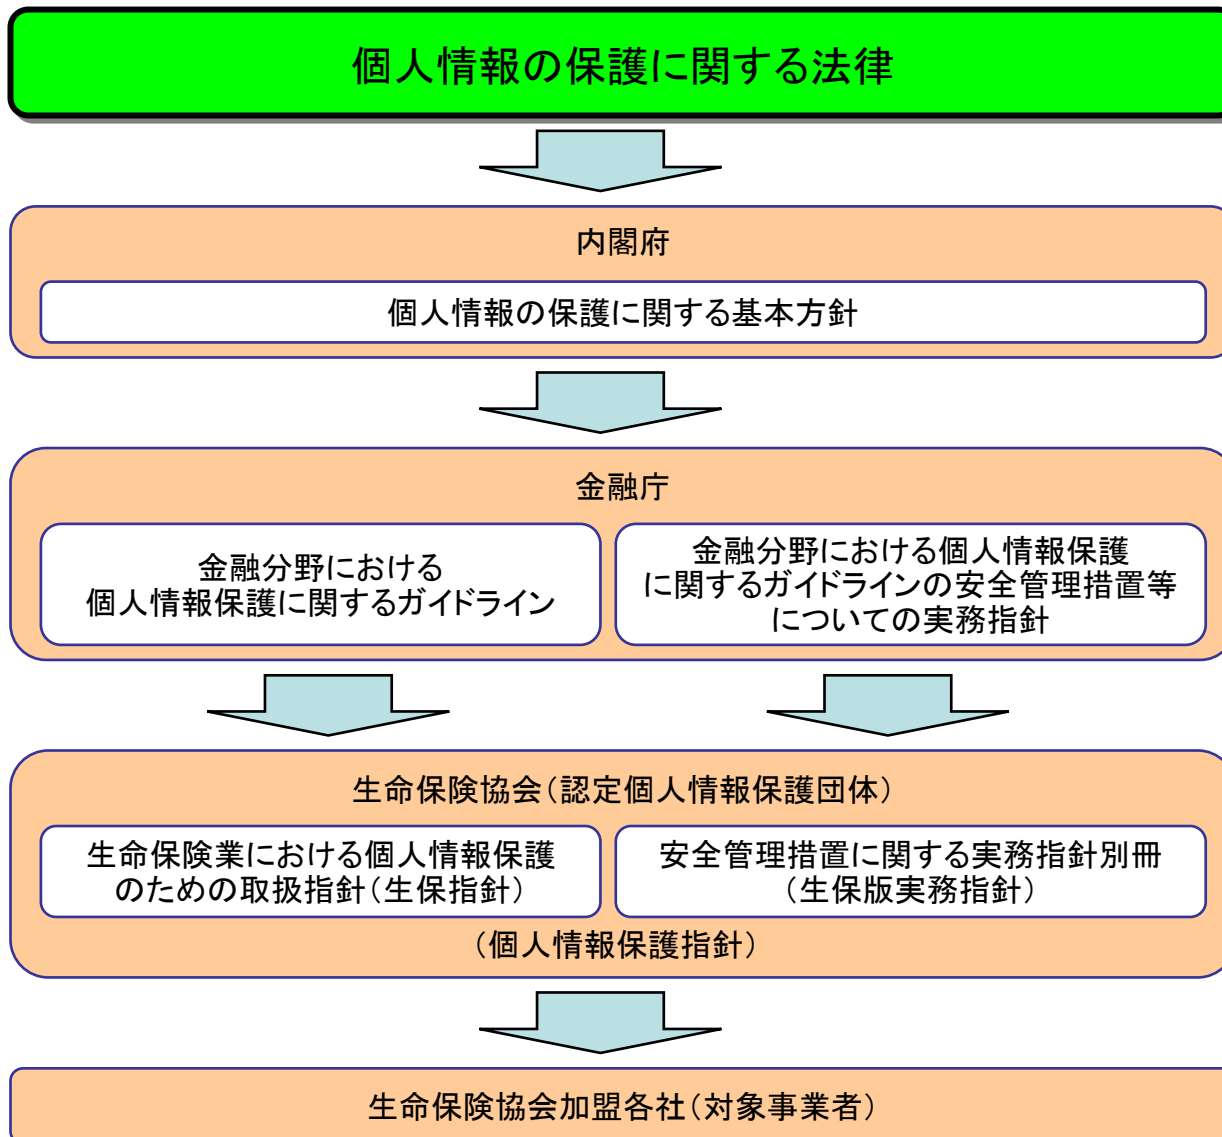 個人情報の保護に関する法律
内閣府
個人情報の保護に関する基本方針
金融庁
金融分野における
個人情報保護に関するガイドライン
金融分野における個人情報保護
に関するガイドラインの安全管理措置等
についての実務指針
生命保険協会（認定個人情報保護団体）
生命保険業における個人情報保護
のための取扱指針（生保指針）
安全管理措置に関する実務指針別冊
（生保版実務指針）
（個人情報保護指針）
生命保険協会加盟各社（対象事業者）